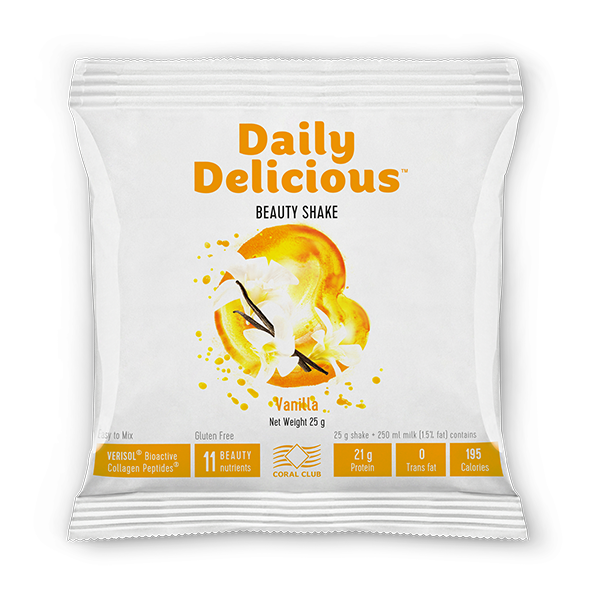 Daily
Delicious™
BEAUTY SHAKE
Vanilla
Net Weight 25 g
Easy to Mix
VERISOL® Bioactive
Collagen Peptides®
Gluten Free
11 BEAUTY
nutrients
CORAL CLUB
25 g shake + 250 ml milk (1.5% fat) contains
21 g
Protein
0
Trans fat
195
Calories